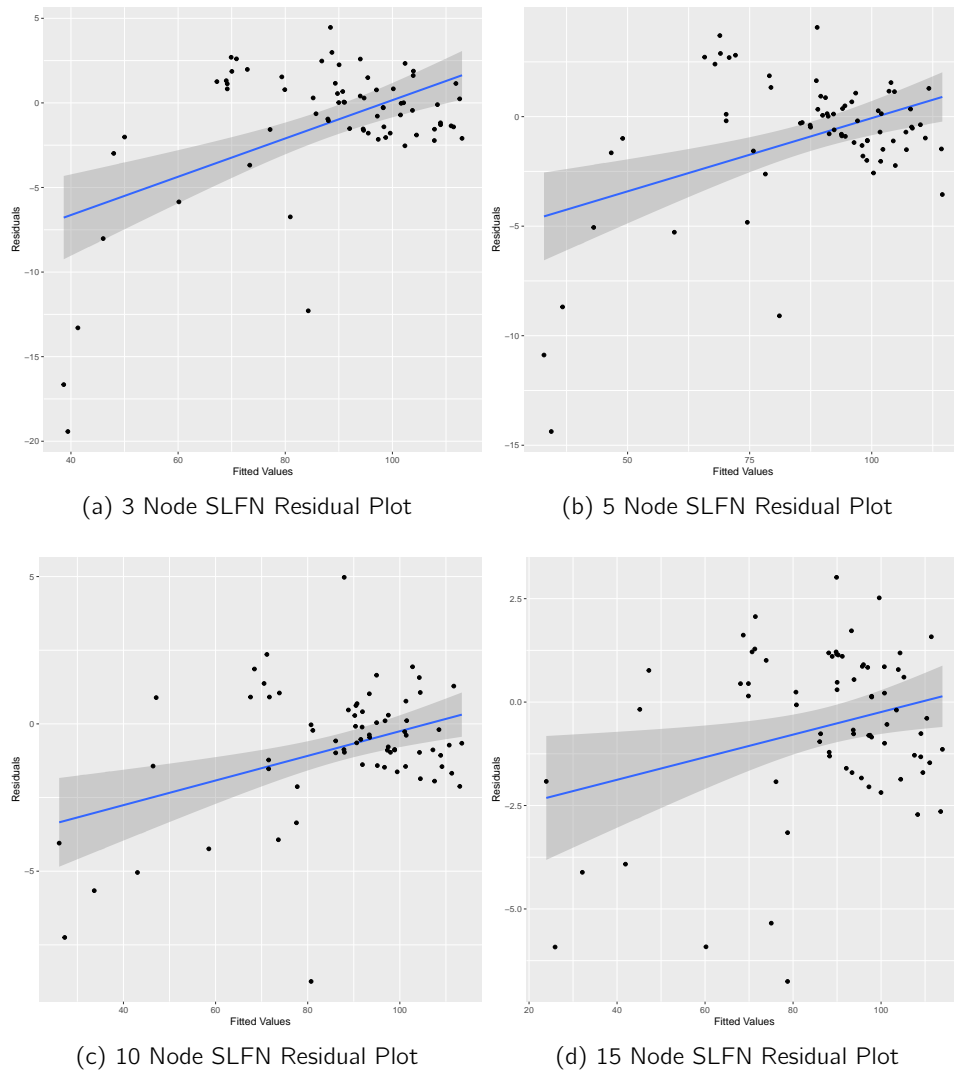 5
0
−5
−10
−15
−20
Residuals
40
60
80
100
Fitted Values
(a) 3 Node SLFN Residual Plot
0
−5
−10
−15
Residuals
50
75
100
Fitted Values
(b) 5 Node SLFN Residual Plot
5
0
−5
Residuals
40
60
80
100
Fitted Values
(c) 10 Node SLFN Residual Plot
2.5
0.0
−2.5
−5.0
Residuals
20
40
60
80
100
Fitted Values
(d) 15 Node SLFN Residual Plot